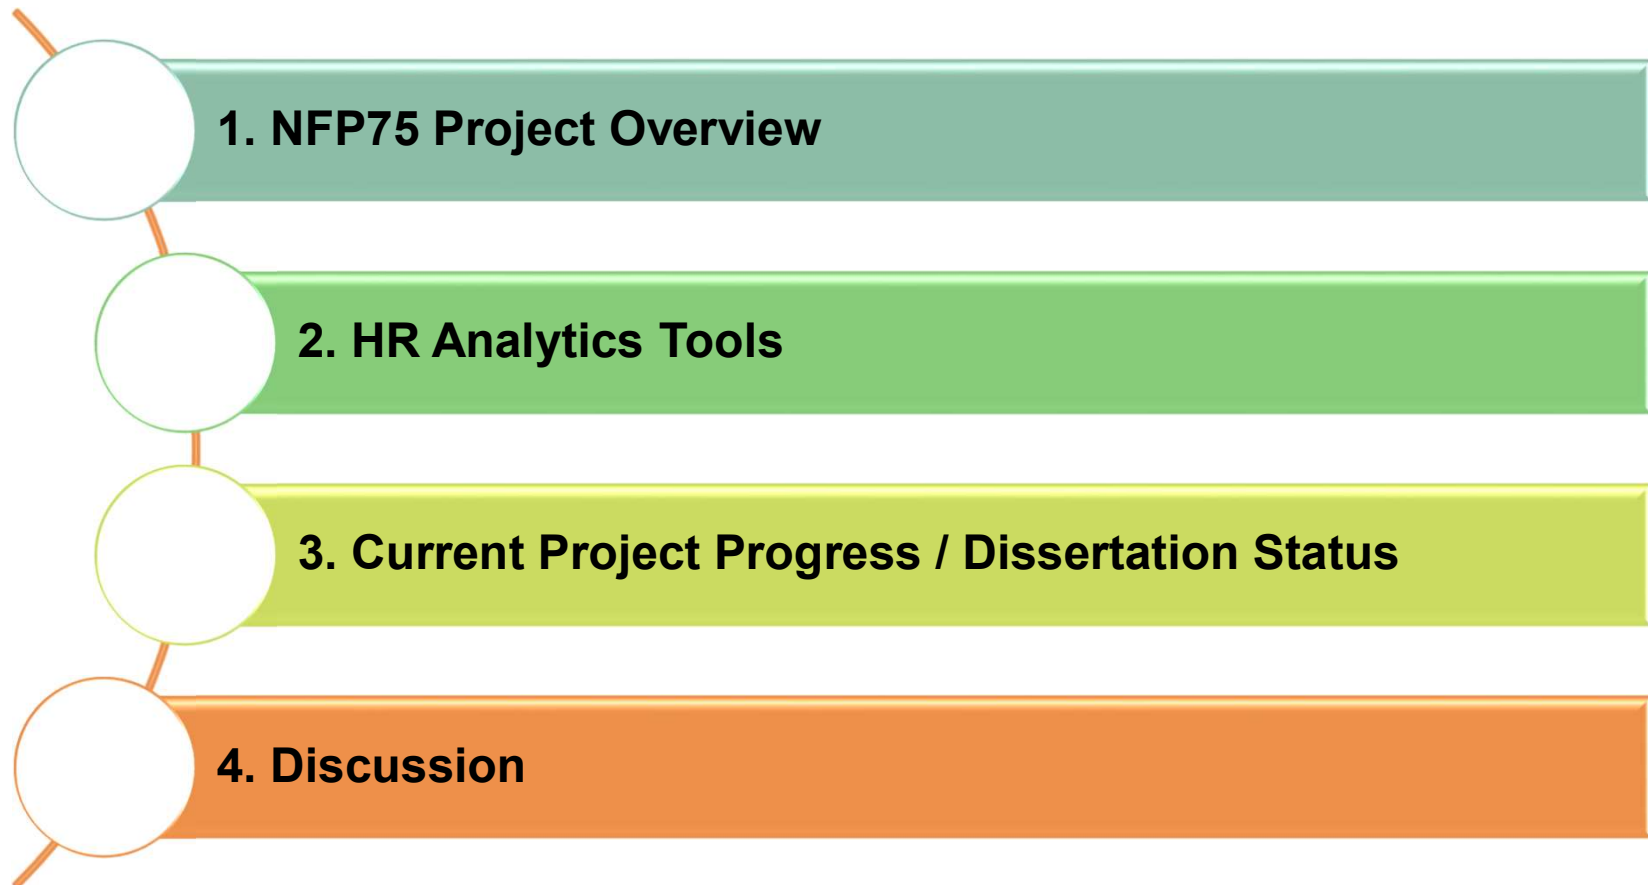 1. NFP75 Project Overview
2. HR Analytics Tools
3. Current Project Progress / Dissertation Status
4. Discussion